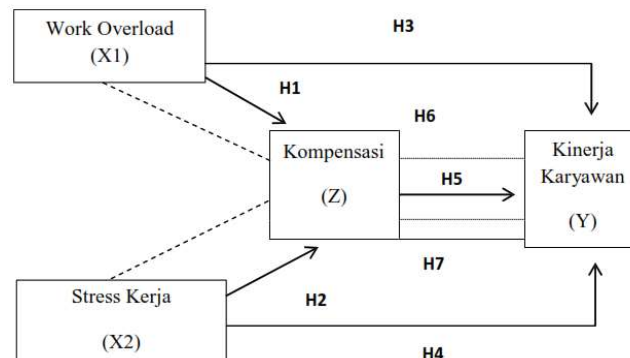 Work Overload
(X1)
H3
H1
H6
Kompensasi
(Z)
H5
Kinerja
Karyawan
(Y)
H7
H2
Stress Kerja
(X2)
H4